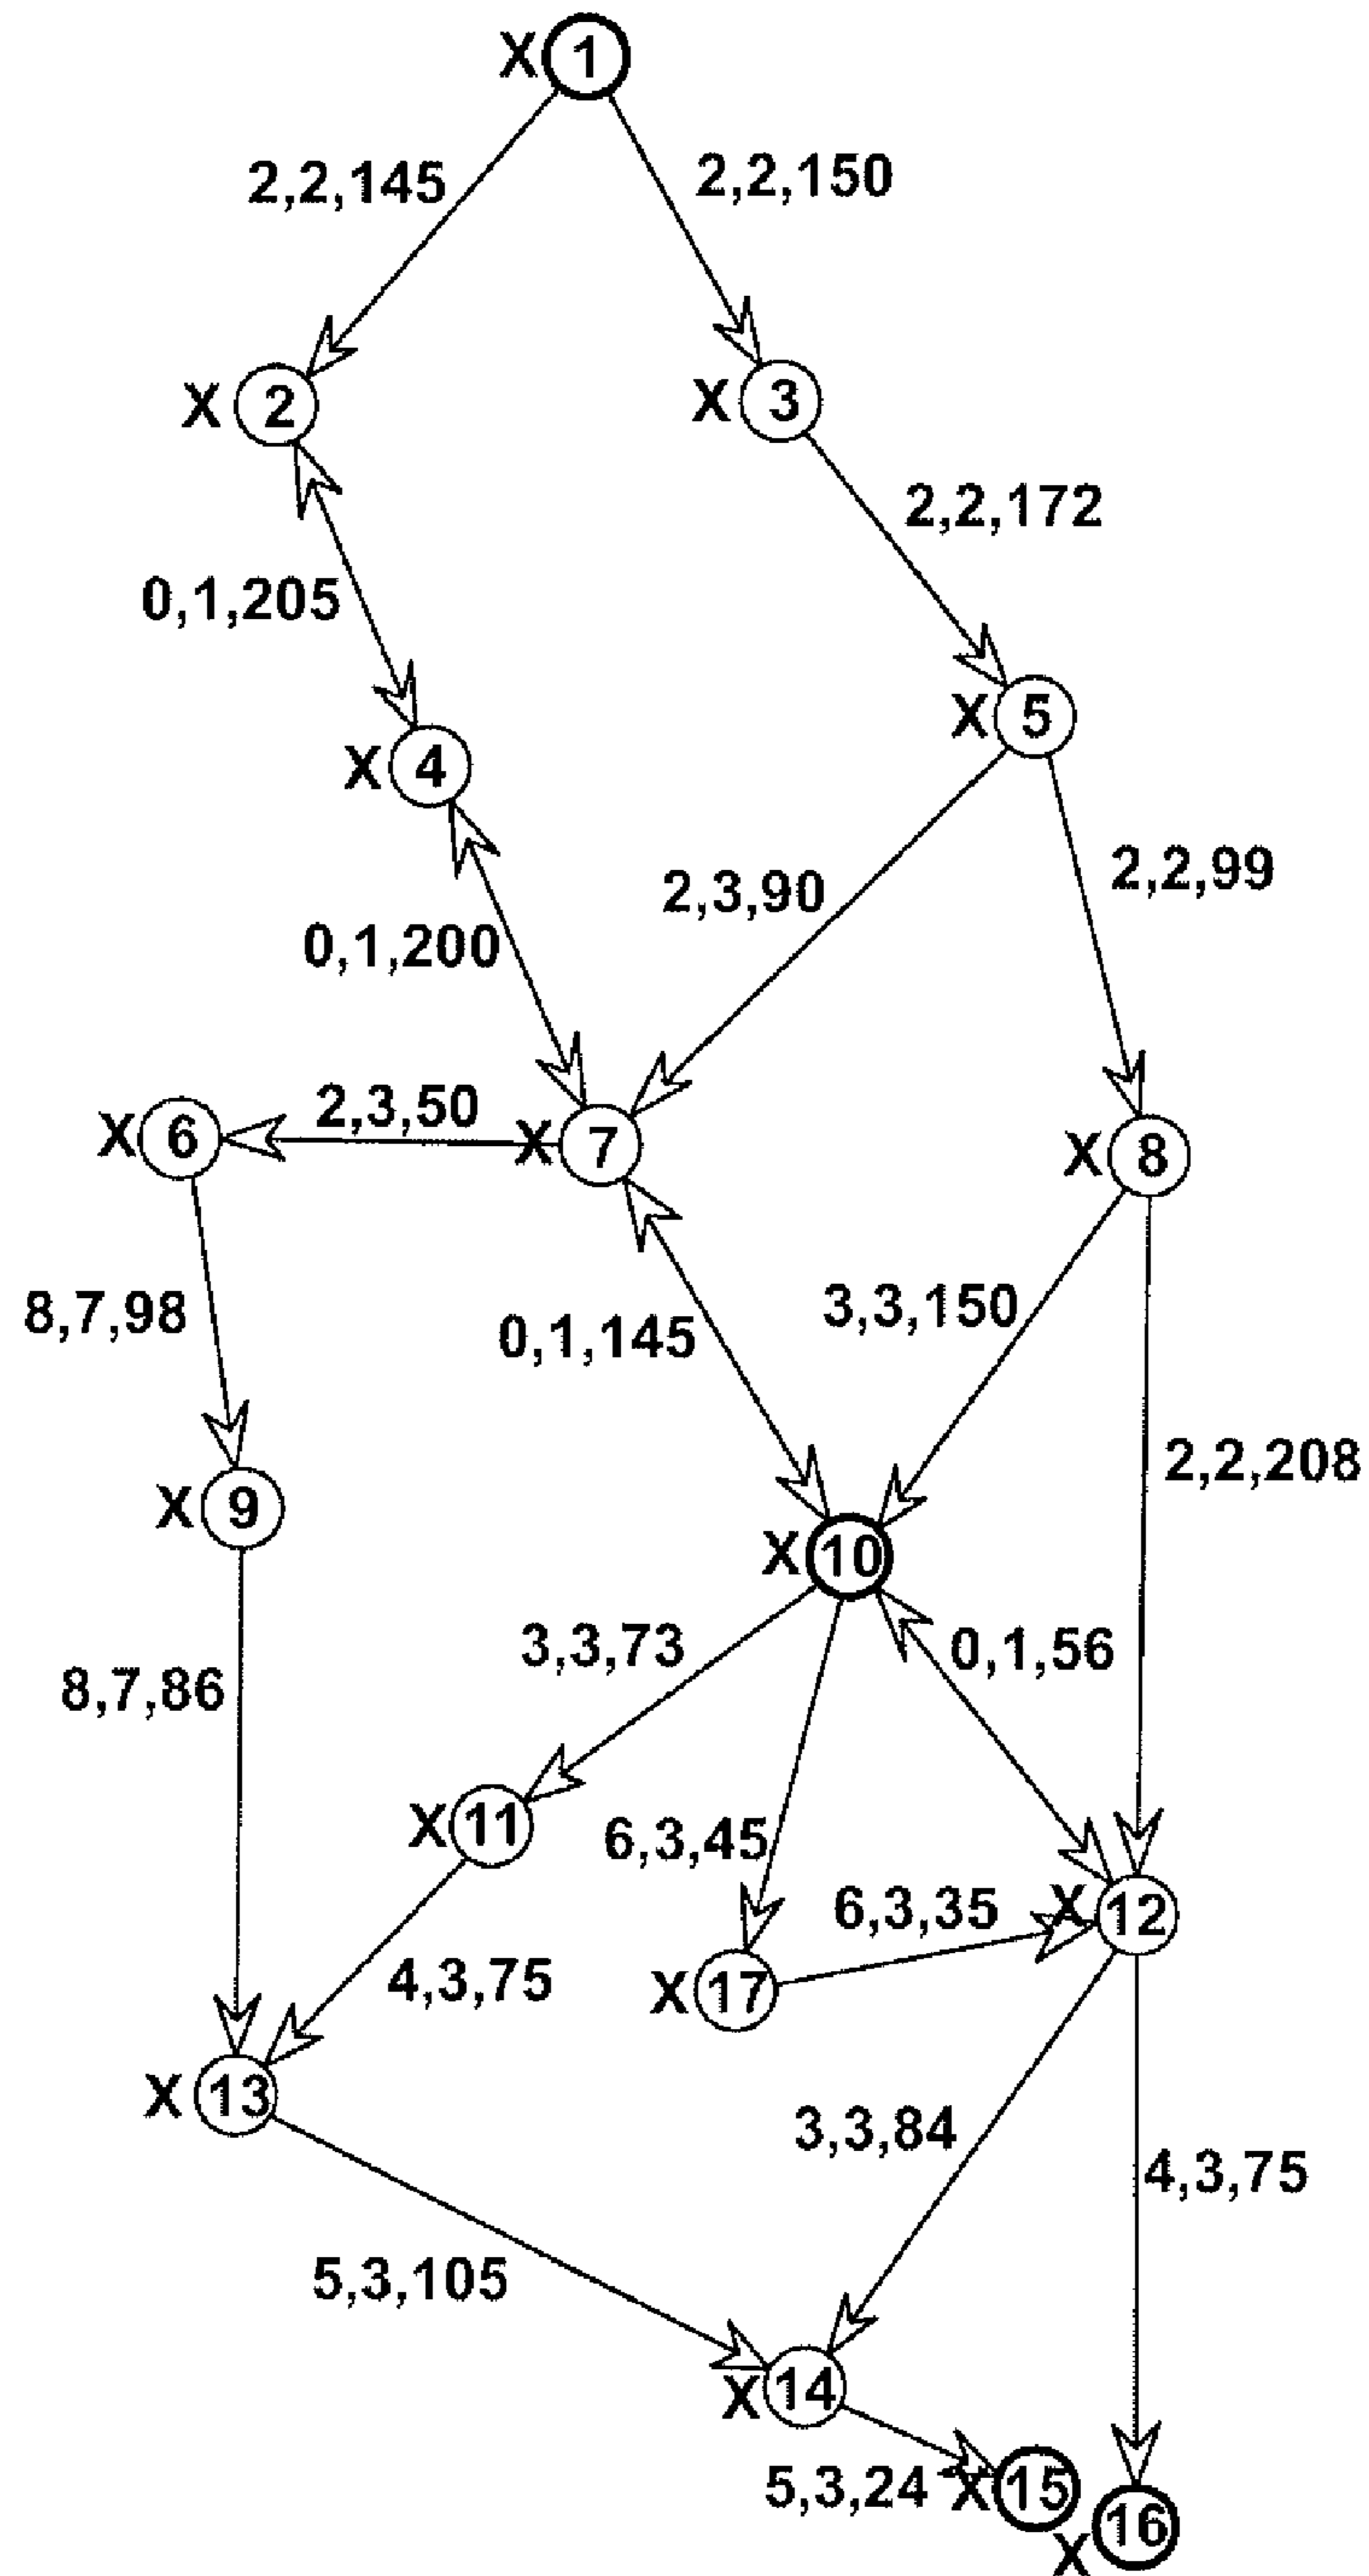 X 1
2,2,145
2,2,150
X 2
X 3
2,2,172
0,1,205
X 5
X 4
2,2,99
2,3,90
0,1,200
2,3,50
X 6
X 7
X 8
8,7,98
3,3,150
0,1,145
2,2,208
X 9
X 10
3,3,73
0,1,56
8,7,86
X 11
6,3,45
X 12
6,3,35
4,3,75
X 17
X 13
3,3,84
4,3,75
5,3,105
X 14
5,3,24
X 15
X 16